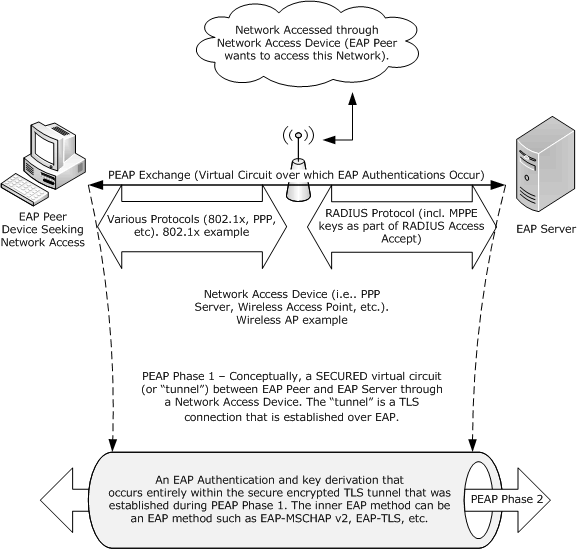 Network Accessed through
Network Access Device (EAP Peer
wants to access this Network).
PEAP Exchange (Virtual Circuit over which EAP Authentications Occur)
EAP Peer
Device Seeking
Network Access
Various Protocols (802.1x, PPP,
etc). 802.1x example
RADIUS Protocol (incl. MPPE
keys as part of RADIUS Access
Accept)
EAP Server
Network Access Device (i.e.. PPP
Server, Wireless Access Point, etc.).
Wireless AP example
PEAP Phase 1 – Conceptually, a SECURED virtual circuit
(or “tunnel”) between EAP Peer and EAP Server through
a Network Access Device. The “tunnel” is a TLS
connection that is established over EAP.
An EAP Authentication and key derivation that
occurs entirely within the secure encrypted TLS tunnel that was
established during PEAP Phase 1. The inner EAP method can be
an EAP method such as EAP-MSCHAP v2, EAP-TLS, etc.
PEAP Phase 2